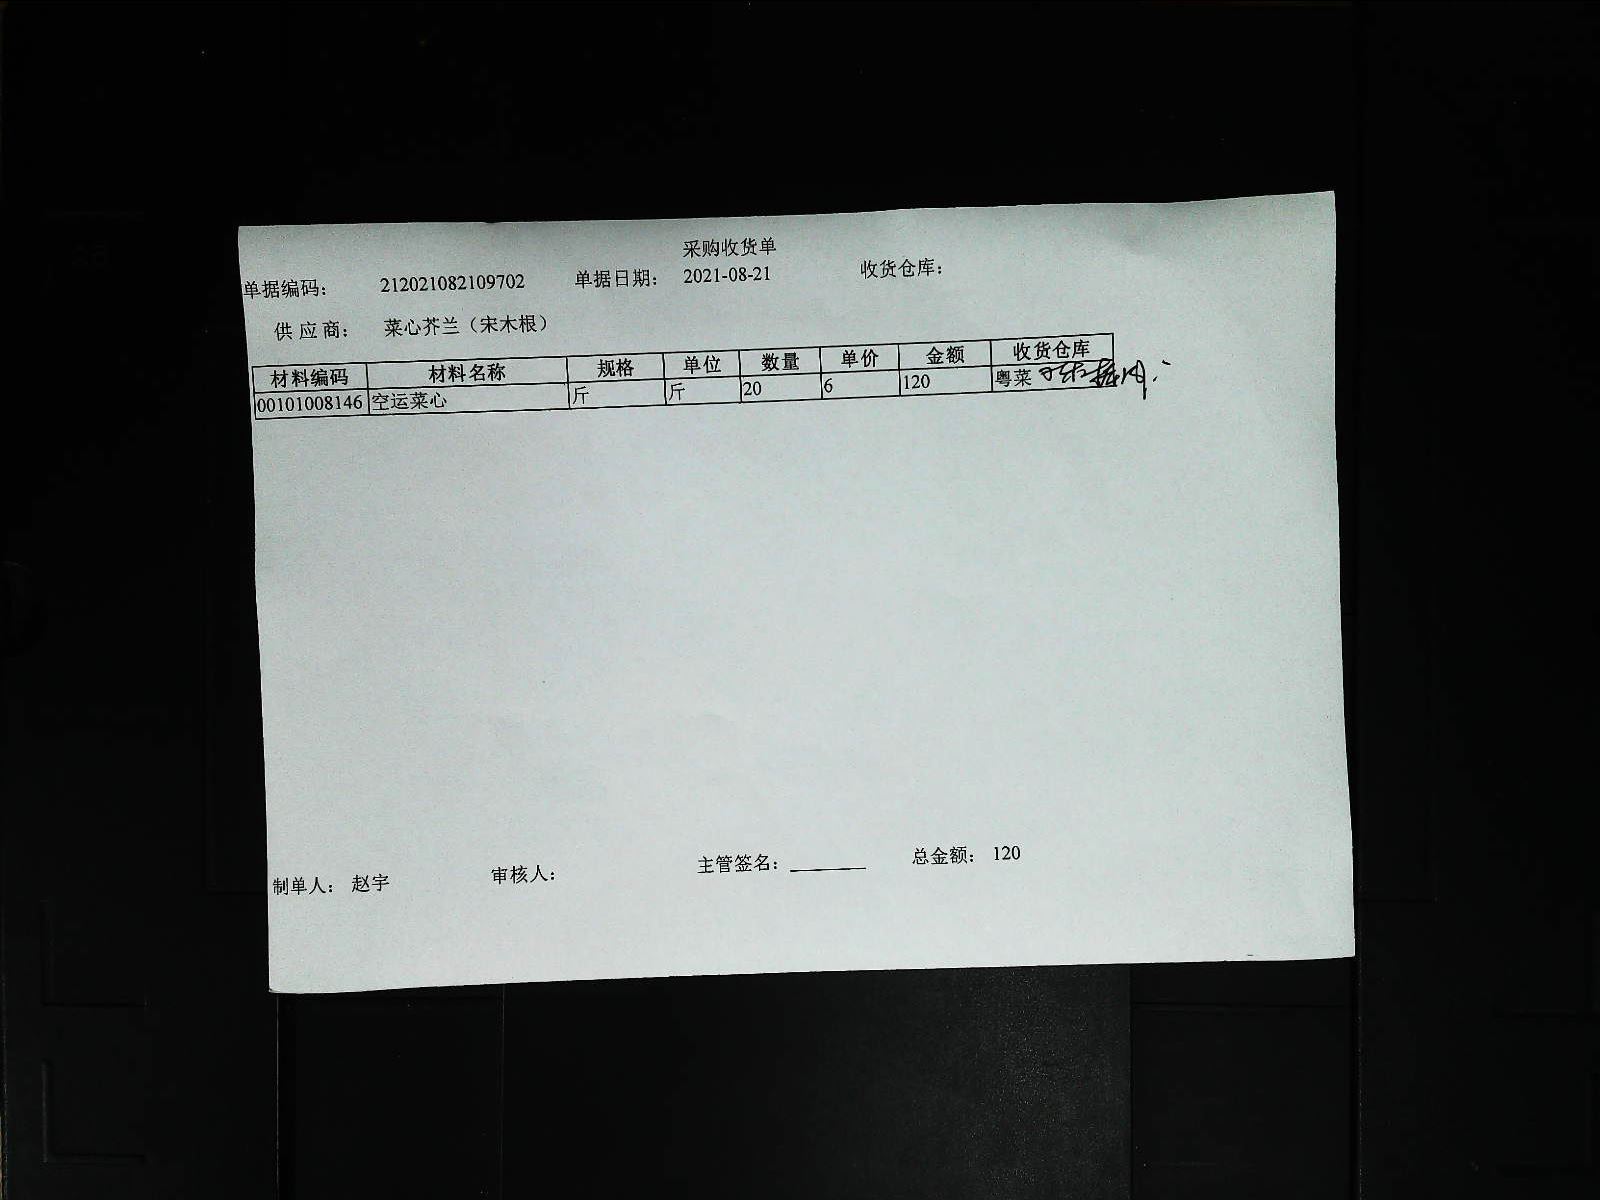 采购收货单
单据编码： 212021082109702 单据日期： 2021-08-21 收货仓库：
供应商： 菜心芥兰（宋木根）
材料编码 材料名称 规格 单位 数量 单价 金额 收货仓库
00101008146 空运菜心 斤 斤 20 6 120 粤菜
制单人： 赵宇 审核人： 主管签名： 总金额： 120